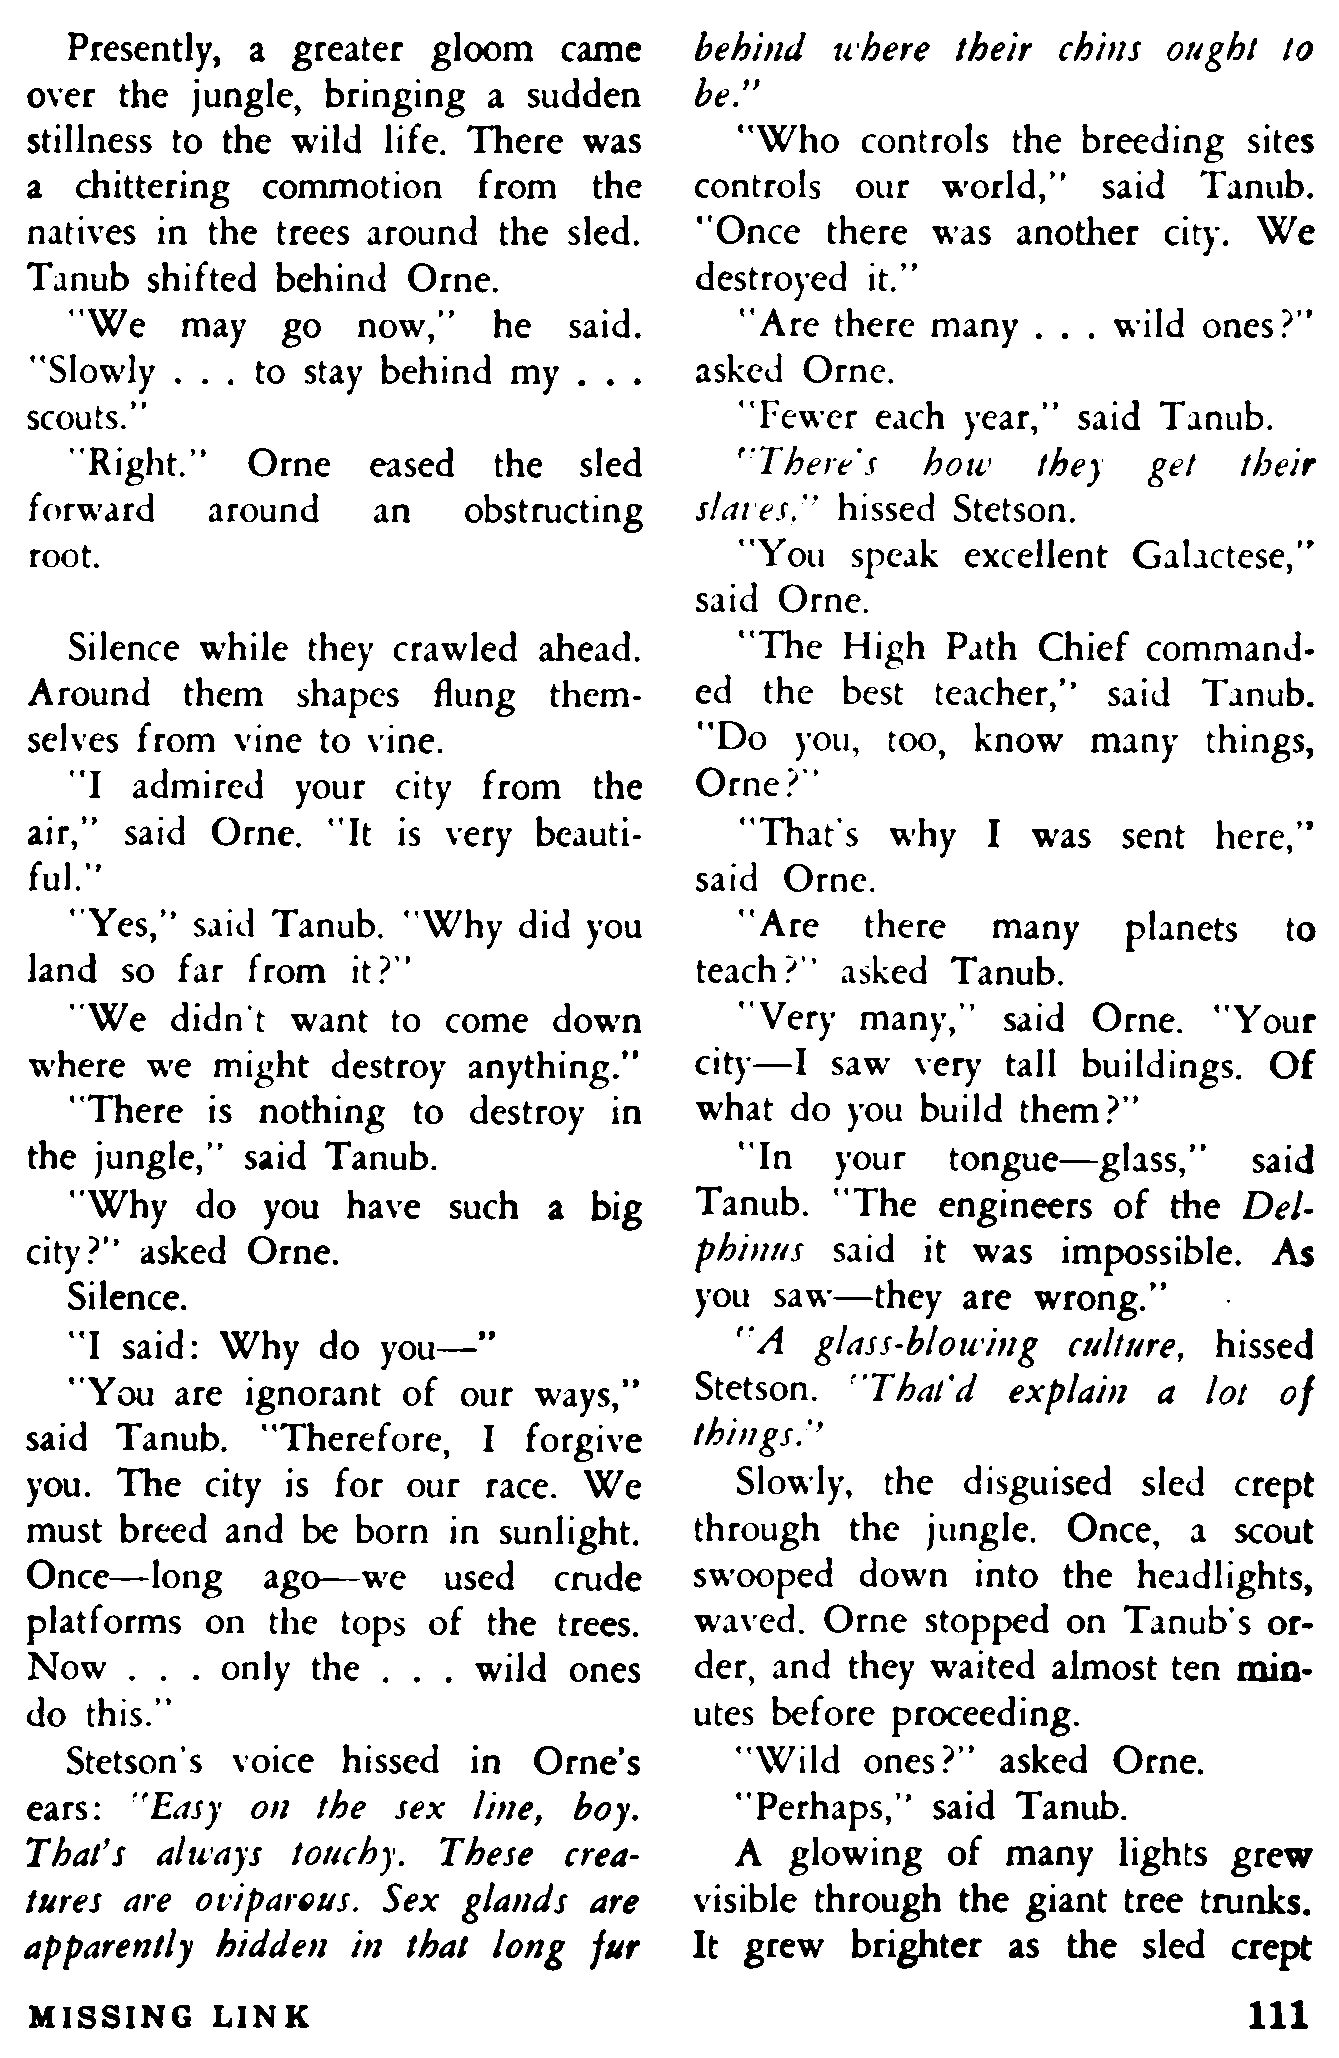 Presently, a greater gloom came
over the jungle, bringing a sudden
stillness to the wild life. There was
a chittering commotion from the
natives in the trees around the sled.
Tanub shifted behind Orne.
"We may go now," he said.
"Slowly . . . to stay behind my . . .
scouts."
"Right." Orne eased the sled
forward around an obstructing
root.
Silence while they crawled ahead.
Around them shapes flung them-
selves from vine to vine.
"I admired your city from the
air," said Orne. "It is very beauti-
ful."
"Yes," said Tanub. "Why did you
land so far from it?"
"We didn't want to come down
where we might destroy anything."
"There is nothing to destroy in
the jungle," said Tanub.
"Why do you have such a big
city?" asked Orne.
Silence.
"I said: Why do you—"
"You are ignorant of our ways,"
said Tanub. "Therefore, I forgive
you. The city is for our race. We
must breed and be born in sunlight.
Once—long ago—we used crude
platforms on the tops of the trees.
Now . . . only the . . . wild ones
do this."
Stetson's voice hissed in Orne's
ears: "Easy on the sex line, boy.
That's always touchy. These crea-
tures are oviparous. Sex glands are
apparently hidden in that long fur
behind where their chins ought to
be."
"Who controls the breeding sites
controls our world," said Tanub.
"Once there was another city. We
destroyed it."
"Are there many . . . wild ones?"
asked Orne.
"Fewer each year," said Tanub.
"There's how they get their
slaves," hissed Stetson.
"You speak excellent Galactese,"
said Orne.
"The High Path Chief command-
ed the best teacher," said Tanub.
"Do you, too, know many things,
Orne?"
"That's why I was sent here,"
said Orne.
"Are there many planets to
teach?" asked Tanub.
"Very many," said Orne. "Your
city—I saw very tall buildings. Of
what do you build them?"
"In your tongue—glass," said
Tanub. "The engineers of the Del-
phinus said it was impossible. As
you saw—they are wrong."
"A glass-blowing culture, hissed
Stetson. "That'd explain a lot of
things."
Slowly, the disguised sled crept
through the jungle. Once, a scout
swooped down into the headlights,
waved. Orne stopped on Tanub's or-
der, and they waited almost ten min-
utes before proceeding.
"Wild ones?" asked Orne.
"Perhaps," said Tanub.
A glowing of many lights grew
visible through the giant tree trunks.
It grew brighter as the sled crept
MISSING LINK
111